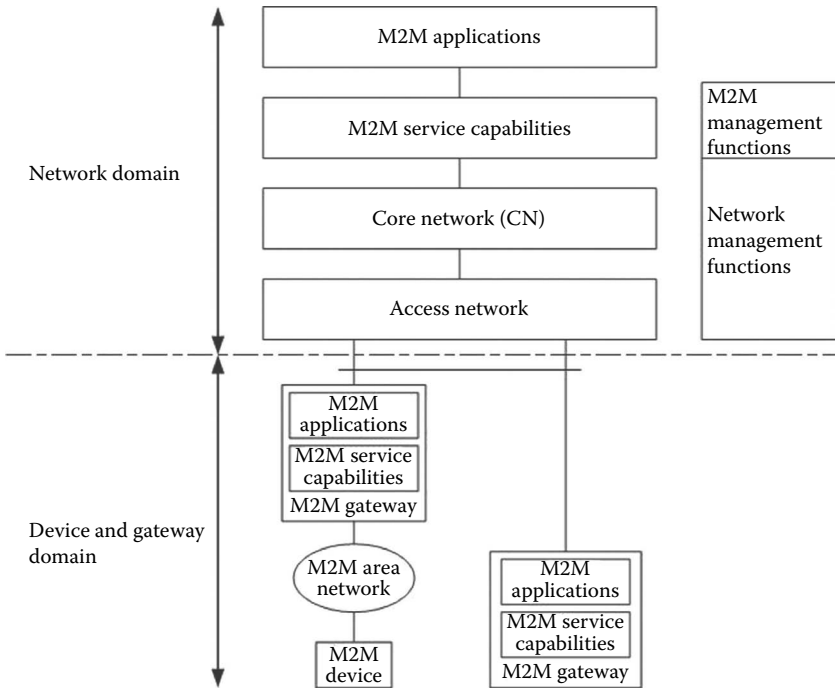 M2M applications
M2M service capabilities
Core network (CN)
Access network
Network domain
M2M
management
functions
Network
management
functions
Device and gateway
domain
M2M
applications
M2M service
capabilities
M2M gateway
M2M area
network
M2M
device
M2M
applications
M2M service
capabilities
M2M gateway